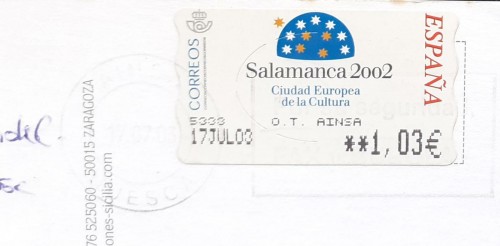 CORREOS
ESPAÑA
Salamanca 2002
Ciudad Europea
de la Cultura
5333 O.T. AINSA
17JUL03 **1,03€
76 525060 - 50015 ZARAGOZA
ones-sicilia.com